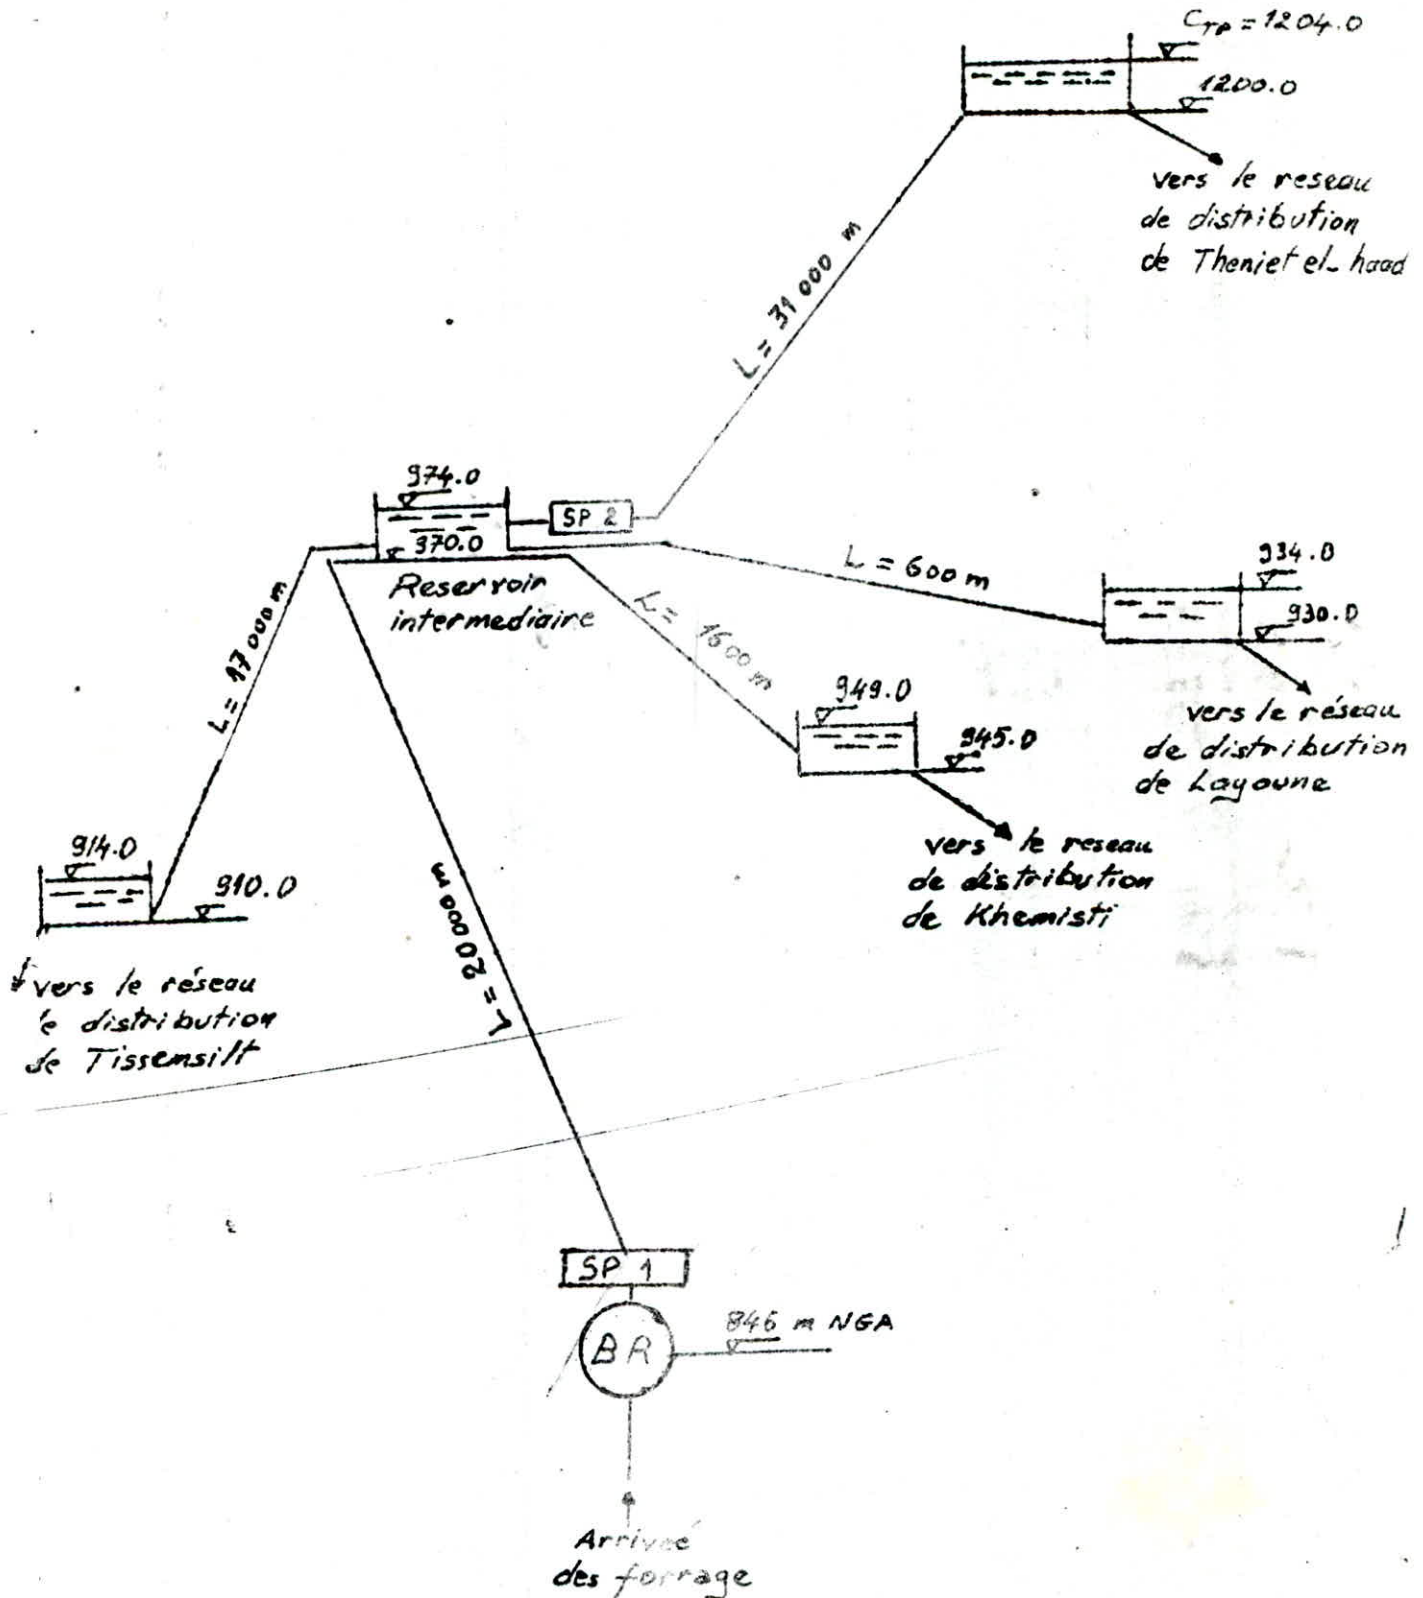 CTP = 1204.0
1200.0
vers le reseau
de distribution
de Theniet el-haad
L = 31 000 m
974.0
SP 2
370.0
Reservoir
intermediaire
L = 600 m
934.0
930.0
vers le réseau
de distribution
de Layoune
L = 1600 m
949.0
945.0
vers le reseau
de distribution
de Khemisti
L = 17 000 m
914.0
910.0
vers le réseau
de distribution
de Tissemsilt
L = 20 000 m
SP 1
BR
846 m NGA
Arriveé
des forrage